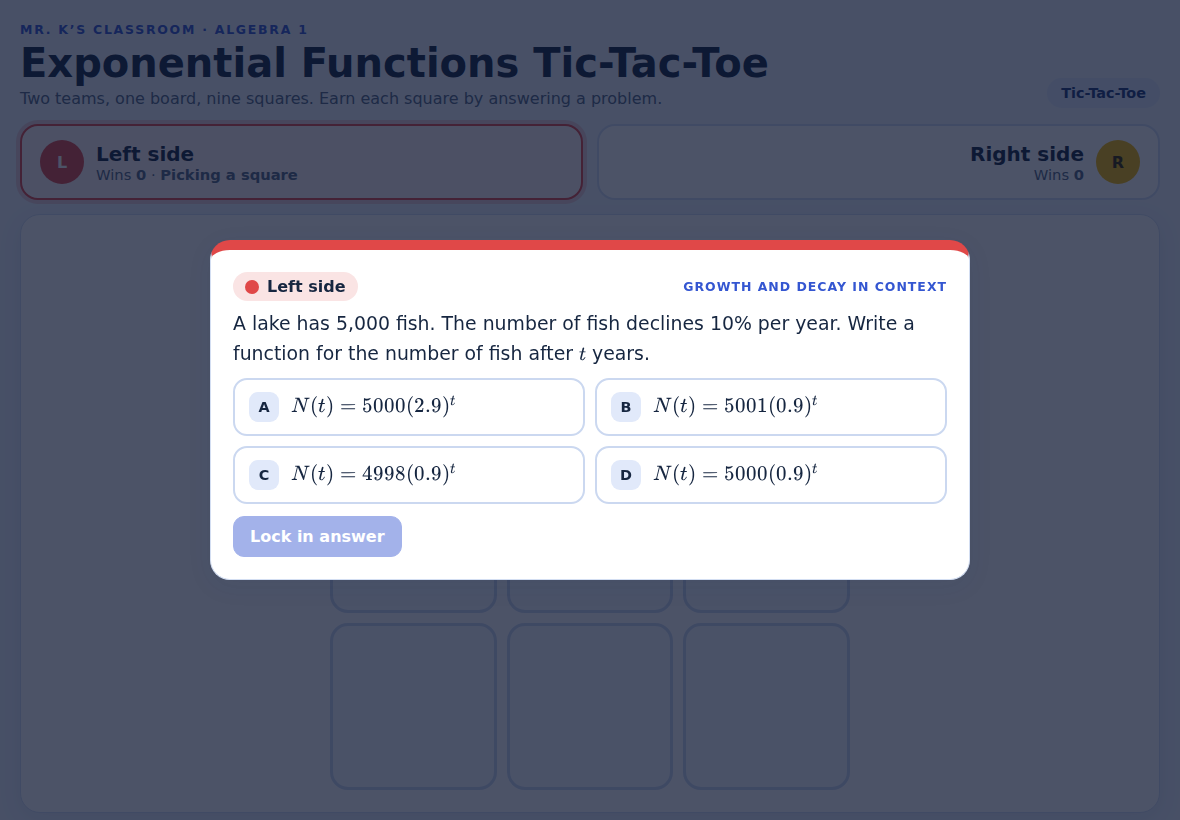 MR. K'S CLASSROOM · ALGEBRA 1
Exponential Functions Tic-Tac-Toe
Two teams, one board, nine squares. Earn each square by answering a problem.
Tic-Tac-Toe
L
Left side
Wins 0 · Picking a square
Right side
Wins 0
R
Left side
GROWTH AND DECAY IN CONTEXT
A lake has 5,000 fish. The number of fish declines 10% per year. Write a
function for the number of fish after t years.
A N(t) = 5000(2.9)^t
B N(t) = 5001(0.9)^t
C N(t) = 4998(0.9)^t
D N(t) = 5000(0.9)^t
Lock in answer